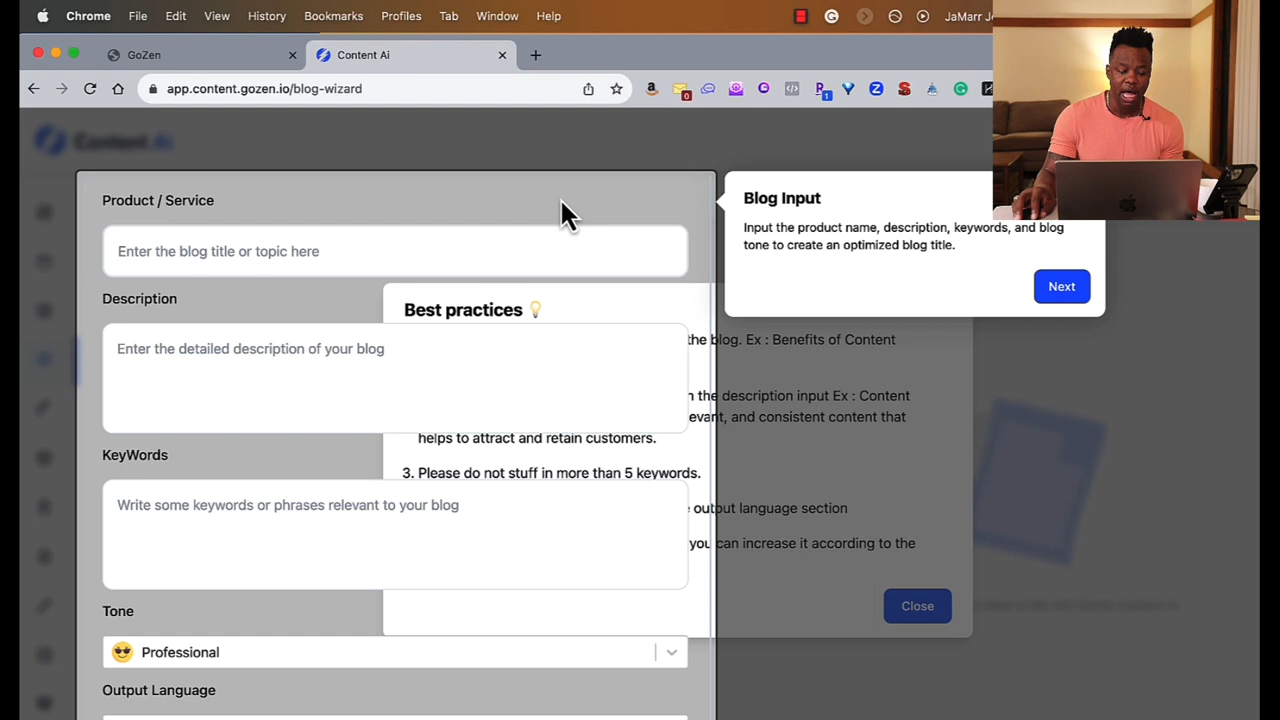 Chrome File Edit View History Bookmarks Profiles Tab Window Help
JaMarr J
GoZen
Content Ai
app.content.gozen.io/blog-wizard
0
1
Content.Ai
Product / Service
Enter the blog title or topic here
Blog Input
Input the product name, description, keywords, and blog
tone to create an optimized blog title.
Next
Description
Best practices 💡
Enter the detailed description of your blog
the blog. Ex : Benefits of Content
the description input Ex : Content
and consistent content that
helps to attract and retain customers.
KeyWords
3. Please do not stuff in more than 5 keywords.
Write some keywords or phrases relevant to your blog
output language section
you can increase it according to the
Close
Tone
😎 Professional
Output Language